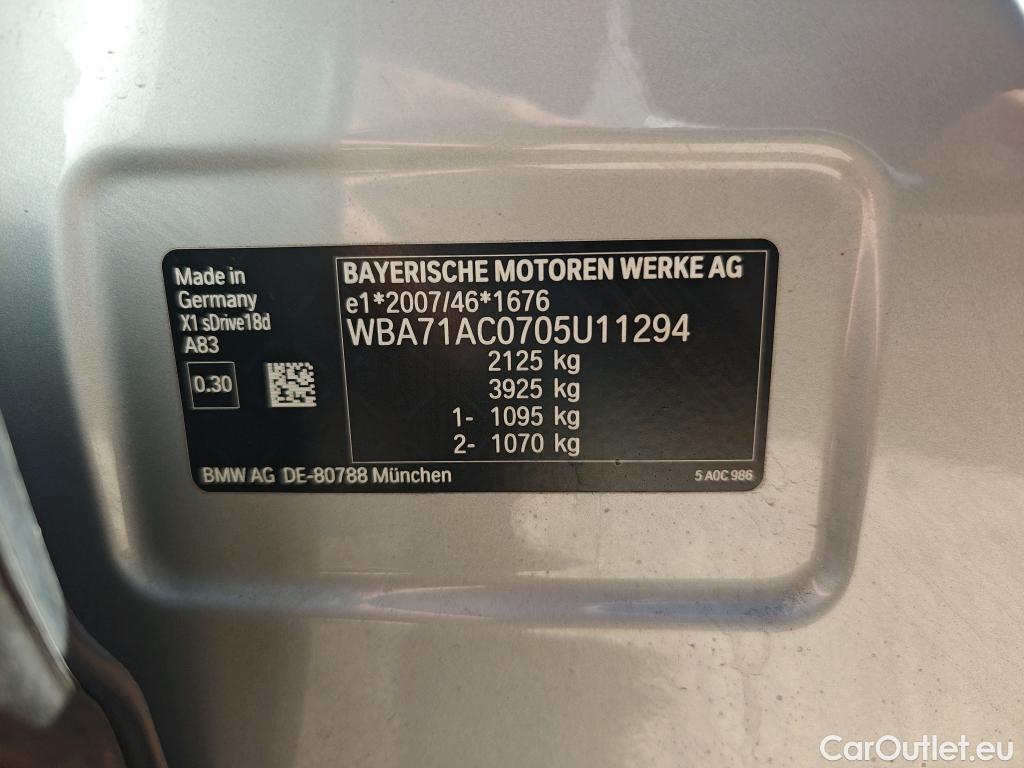 Made in
Germany
X1 sDrive18d
A83
0.30
BAYERISCHE MOTOREN WERKE AG
e1*2007/46*1676
WBA71AC0705U11294
2125 kg
3925 kg
1- 1095 kg
2- 1070 kg
BMW AG DE-80788 München
5 A0C 986
CarOutlet.eu